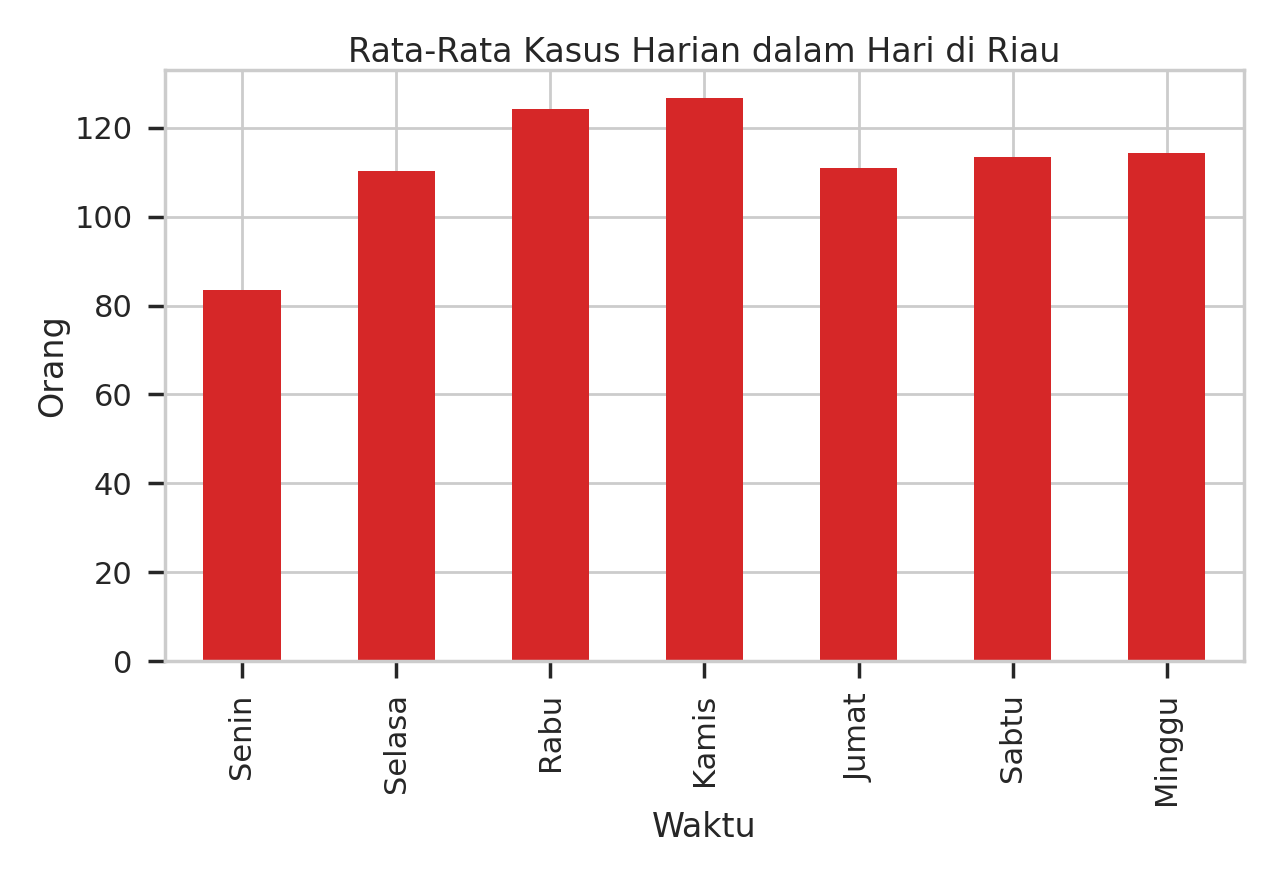 Rata-Rata Kasus Harian dalam Hari di Riau
120
100
80
60
40
20
0
Orang
Senin
Selasa
Rabu
Kamis
Jumat
Sabtu
Minggu
Waktu